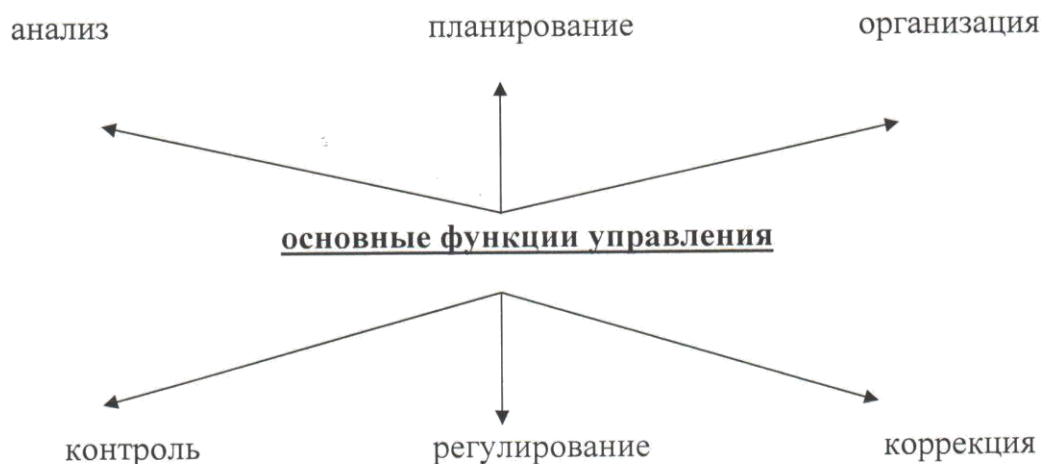 анализ планирование организация
основные функции управления
контроль регулирование коррекция